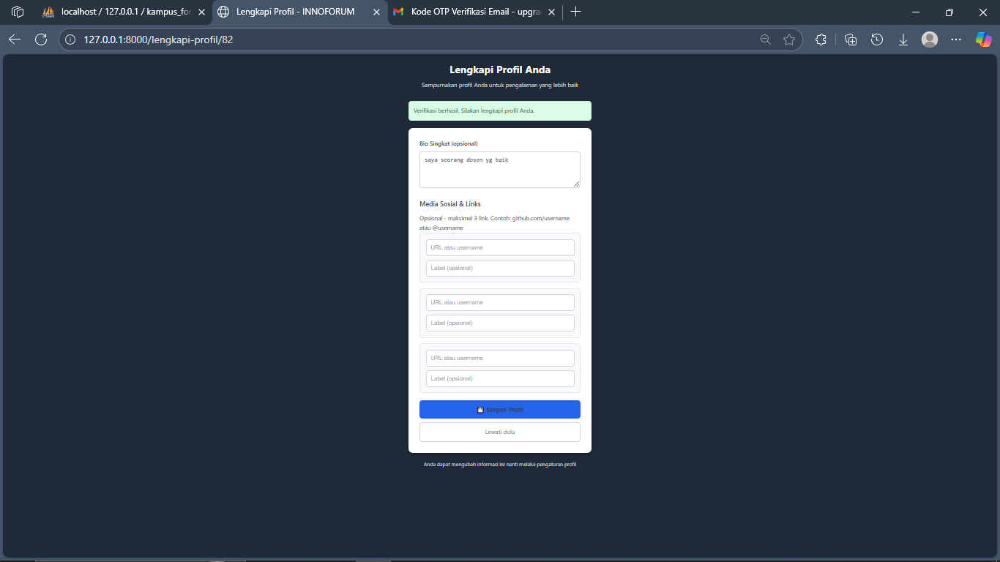 localhost / 127.0.0.1 / kampus_for
Lengkapi Profil - INNOFORUM
Kode OTP Verifikasi Email - upgra
127.0.0.1:8000/lengkapi-profil/82
Lengkapi Profil Anda
Sempurnakan profil Anda untuk pengalaman yang lebih baik
Verifikasi berhasil. Silakan lengkapi profil Anda.
Bio Singkat (opsional)
saya seorang dosen yg baik
Media Sosial & Links
Opsional - maksimal 3 link. Contoh: github.com/username
atau @username
URL atau username
Label (opsional)
URL atau username
Label (opsional)
URL atau username
Label (opsional)
Simpan Profil
Lewati dulu
Anda dapat mengubah informasi ini nanti melalui pengaturan profil